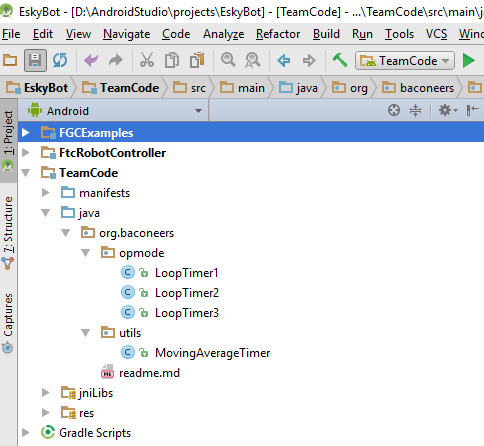 EskyBot - [D:\AndroidStudio\projects\EskyBot] - [TeamCode] - ...\TeamCode\src\main\j
File Edit View Navigate Code Analyze Refactor Build Run Tools VCS Win
TeamCode
EskyBot TeamCode src main java org baconeers
1: Project
7: Structure
Captures
Android
FGCExamples
FtcRobotController
TeamCode
manifests
java
org.baconeers
opmode
LoopTimer1
LoopTimer2
LoopTimer3
utils
MovingAverageTimer
readme.md
jniLibs
res
Gradle Scripts